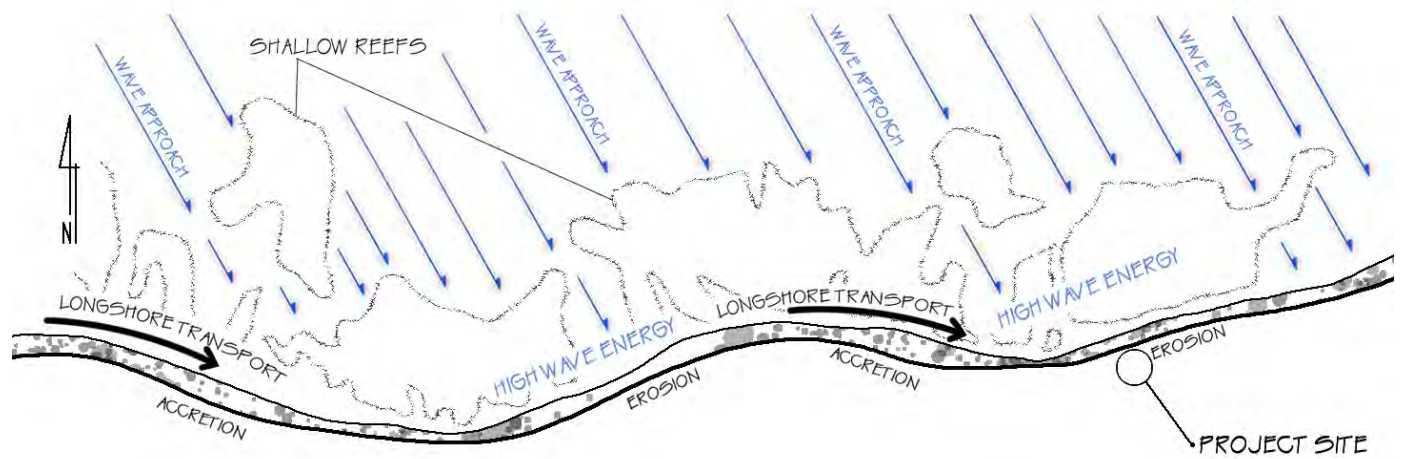 SHALLOW REEFS
WAVE APPROACH
WAVE APPROACH
WAVE APPROACH
WAVE APPROACH
N
LONGSHORE TRANSPORT
HIGH WAVE ENERGY
LONGSHORE TRANSPORT
HIGH WAVE ENERGY
ACCRETION
EROSION
ACCRETION
EROSION
PROJECT SITE